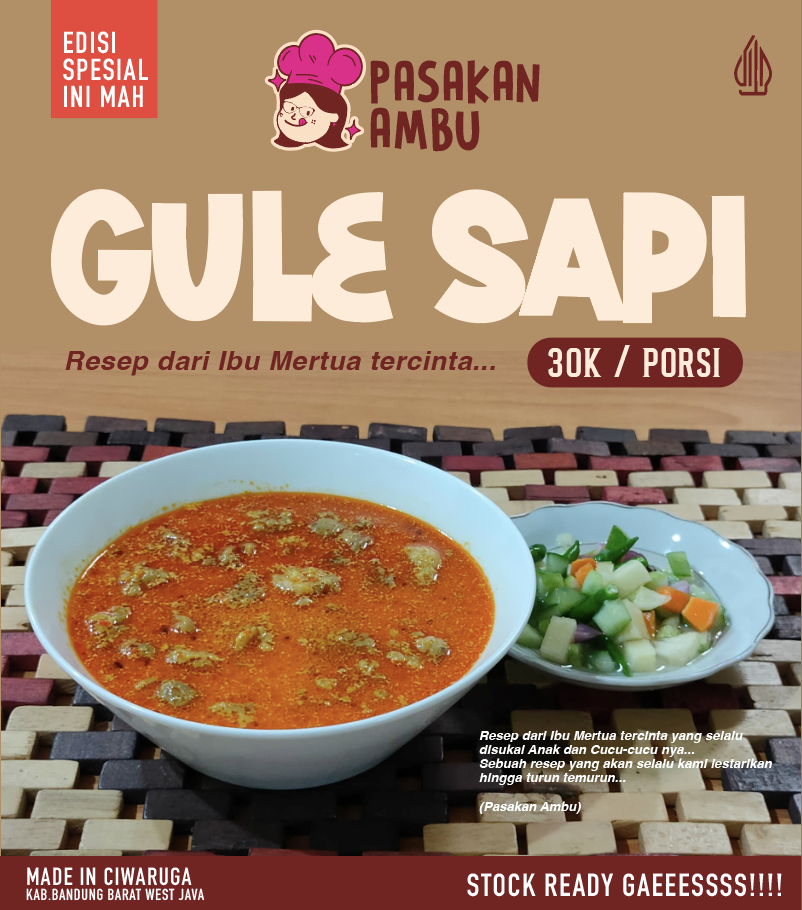 EDISI
SPESIAL
INI MAH
PASAKAN
AMBU
GULE SAPI
Resep dari Ibu Mertua tercinta...
30K / PORSI
Resep dari Ibu Mertua tercinta yang selalu
disukai Anak dan Cucu-cucu nya...
Sebuah resep yang akan selalu kami lestarikan
hingga turun temurun...
(Pasakan Ambu)
MADE IN CIWARUGA
KAB.BANDUNG BARAT WEST JAVA
STOCK READY GAEEESSSS!!!!